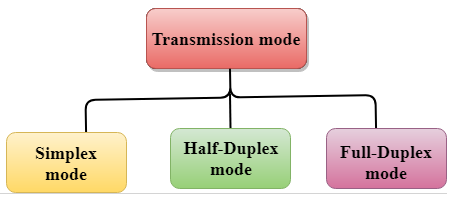 Transmission mode
Simplex
mode
Half-Duplex
mode
Full-Duplex
mode